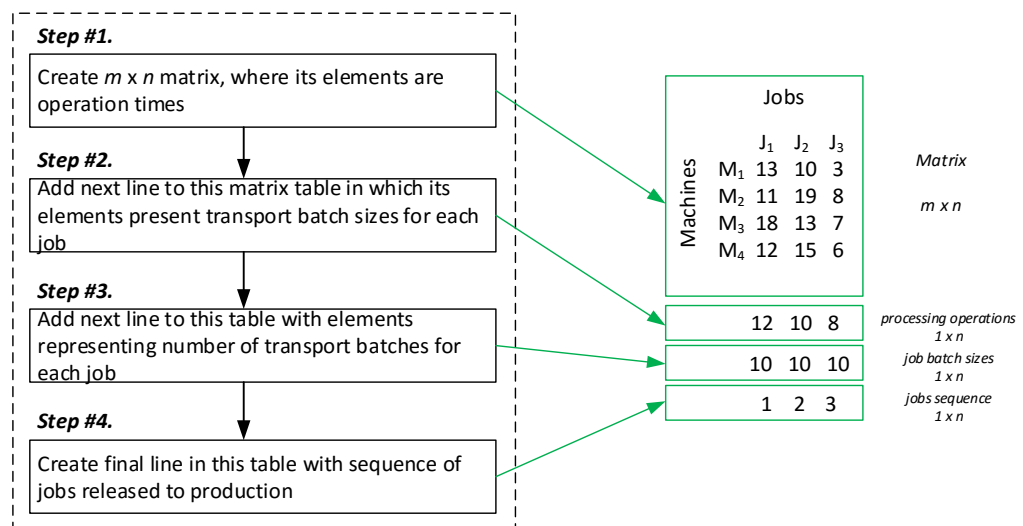 Step #1.
Create m x n matrix, where its elements are
operation times
Step #2.
Add next line to this matrix table in which its
elements present transport batch sizes for each
job
Step #3.
Add next line to this table with elements
representing number of transport batches for
each job
Step #4.
Create final line in this table with sequence of
jobs released to production
Jobs
Machines
J1 J2 J3
M1 13 10 3
M2 11 19 8
M3 18 13 7
M4 12 15 6
Matrix
m x n
12 10 8
processing operations
1 x n
10 10 10
job batch sizes
1 x n
1 2 3
jobs sequence
1 x n